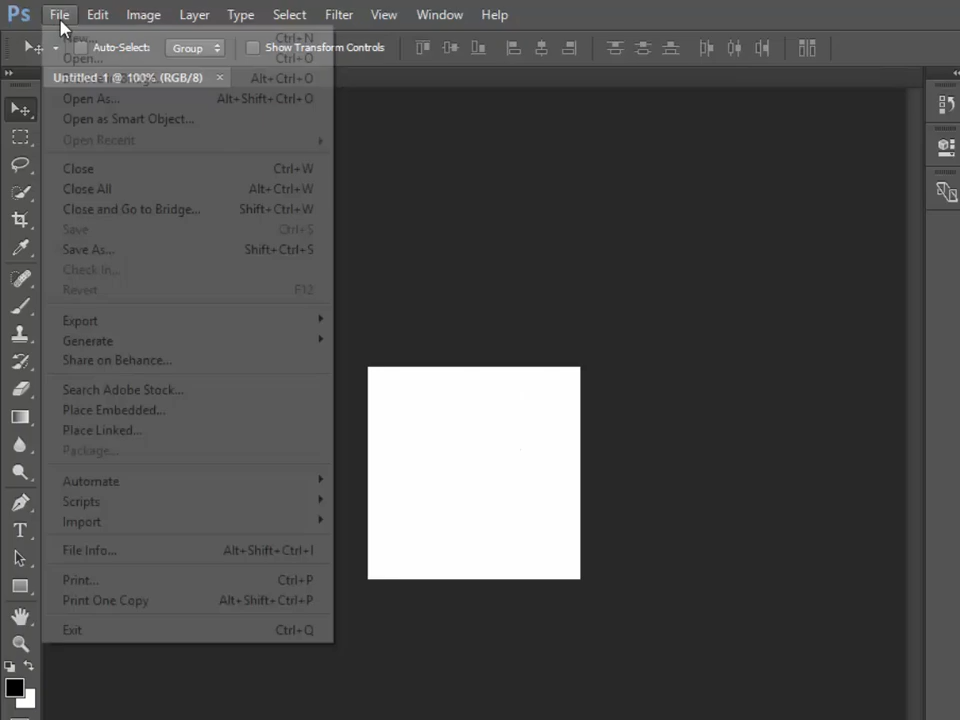 Ps File Edit Image Layer Type Select Filter View Window Help
Auto-Select: Group Show Transform Controls
New... Ctrl+N
Open... Ctrl+O
Untitled-1 @ 100% (RGB/8) × Alt+Ctrl+O
Open As... Alt+Shift+Ctrl+O
Open as Smart Object...
Open Recent
Close Ctrl+W
Close All Alt+Ctrl+W
Close and Go to Bridge... Shift+Ctrl+W
Save Ctrl+S
Save As... Shift+Ctrl+S
Check In...
Revert F12
Export
Generate
Share on Behance...
Search Adobe Stock...
Place Embedded...
Place Linked...
Package...
Automate
Scripts
Import
File Info... Alt+Shift+Ctrl+I
Print... Ctrl+P
Print One Copy Alt+Shift+Ctrl+P
Exit Ctrl+Q